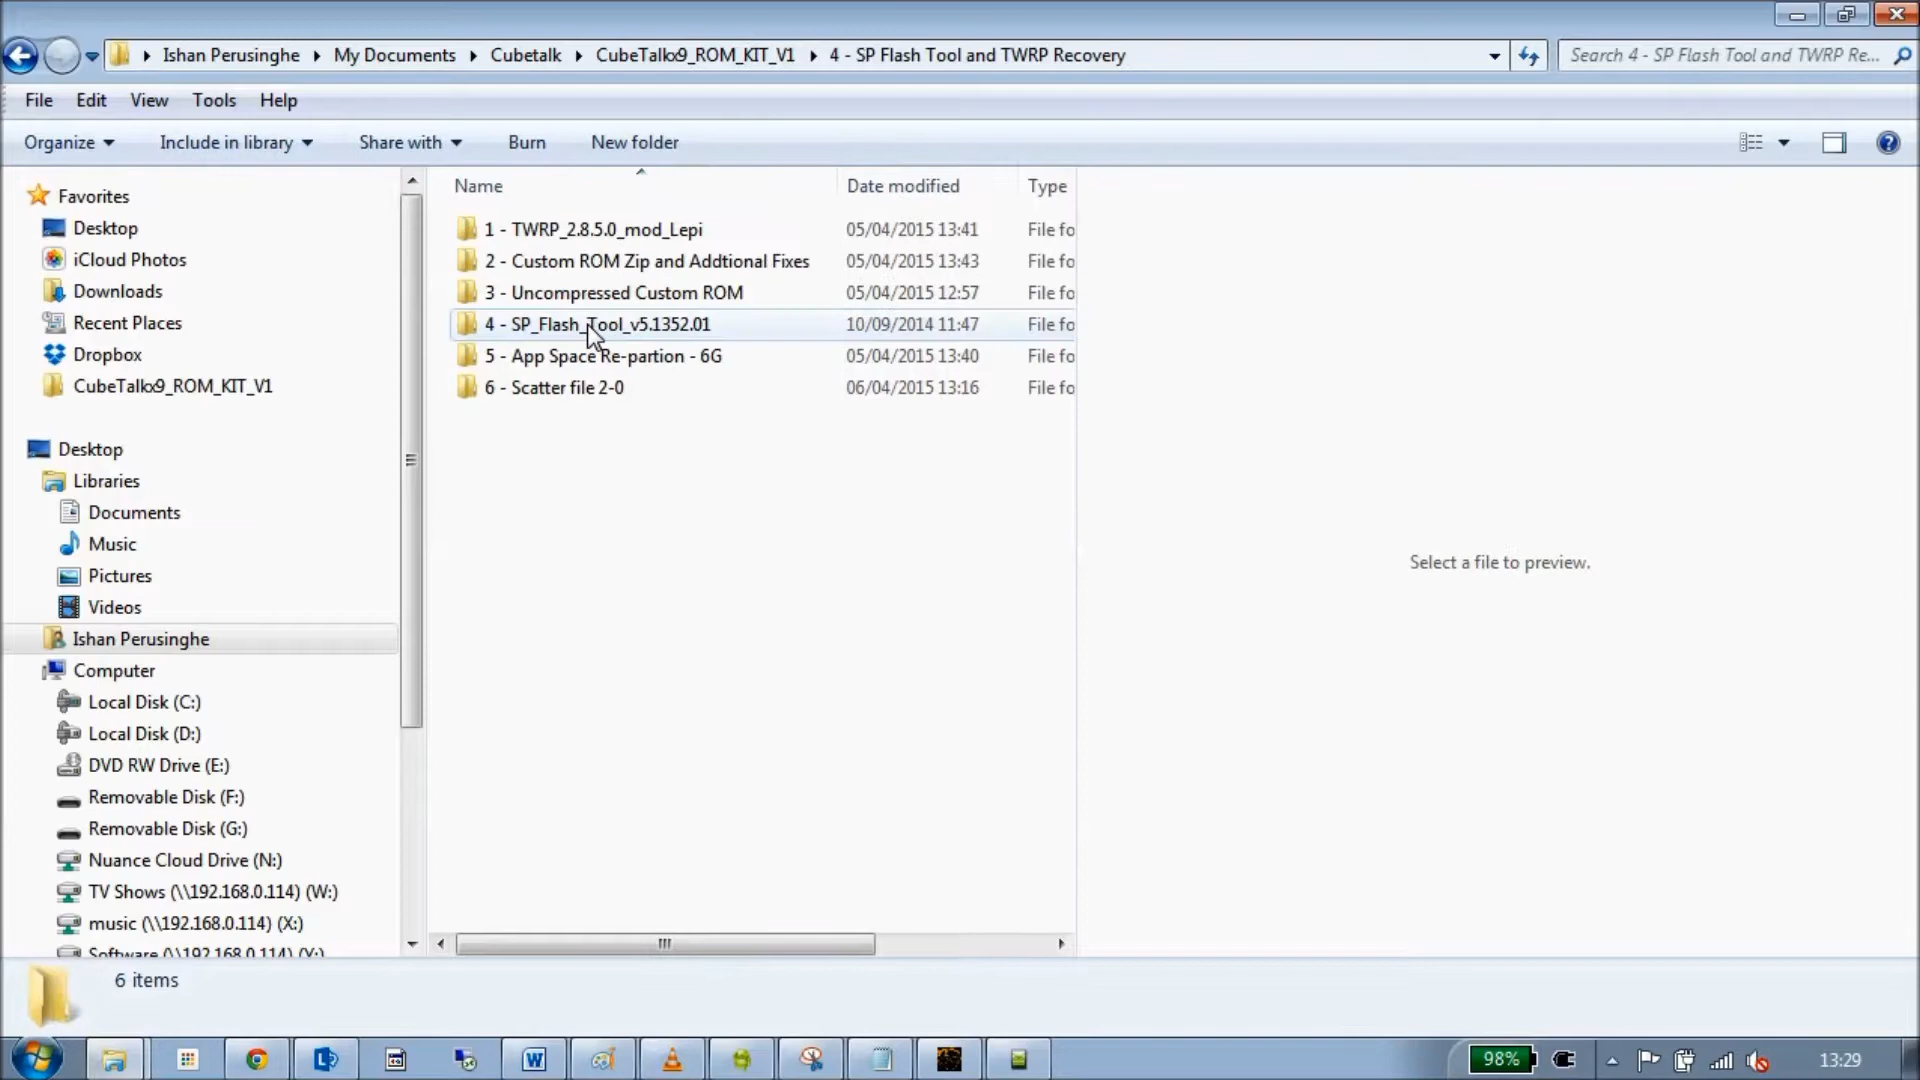 Ishan Perusinghe My Documents Cubetalk CubeTalkx9_ROM_KIT_V1 4 - SP Flash Tool and TWRP Recovery
Search 4 - SP Flash Tool and TWRP Re...
File Edit View Tools Help
Organize Include in library Share with Burn New folder
Name Date modified Type
1 - TWRP_2.8.5.0_mod_Lepi 05/04/2015 13:41 File fo
2 - Custom ROM Zip and Addtional Fixes 05/04/2015 13:43 File fo
3 - Uncompressed Custom ROM 05/04/2015 12:57 File fo
4 - SP_Flash_Tool_v5.1352.01 10/09/2014 11:47 File fo
5 - App Space Re-partion - 6G 05/04/2015 13:40 File fo
6 - Scatter file 2-0 06/04/2015 13:16 File fo
Favorites
Desktop
iCloud Photos
Downloads
Recent Places
Dropbox
CubeTalkx9_ROM_KIT_V1
Desktop
Libraries
Documents
Music
Pictures
Videos
Ishan Perusinghe
Computer
Local Disk (C:)
Local Disk (D:)
DVD RW Drive (E:)
Removable Disk (F:)
Removable Disk (G:)
Nuance Cloud Drive (N:)
TV Shows (\\192.168.0.114) (W:)
music (\\192.168.0.114) (X:)
Software (\\192.168.0.114) (Y:)
Select a file to preview.
6 items
98%
13:29